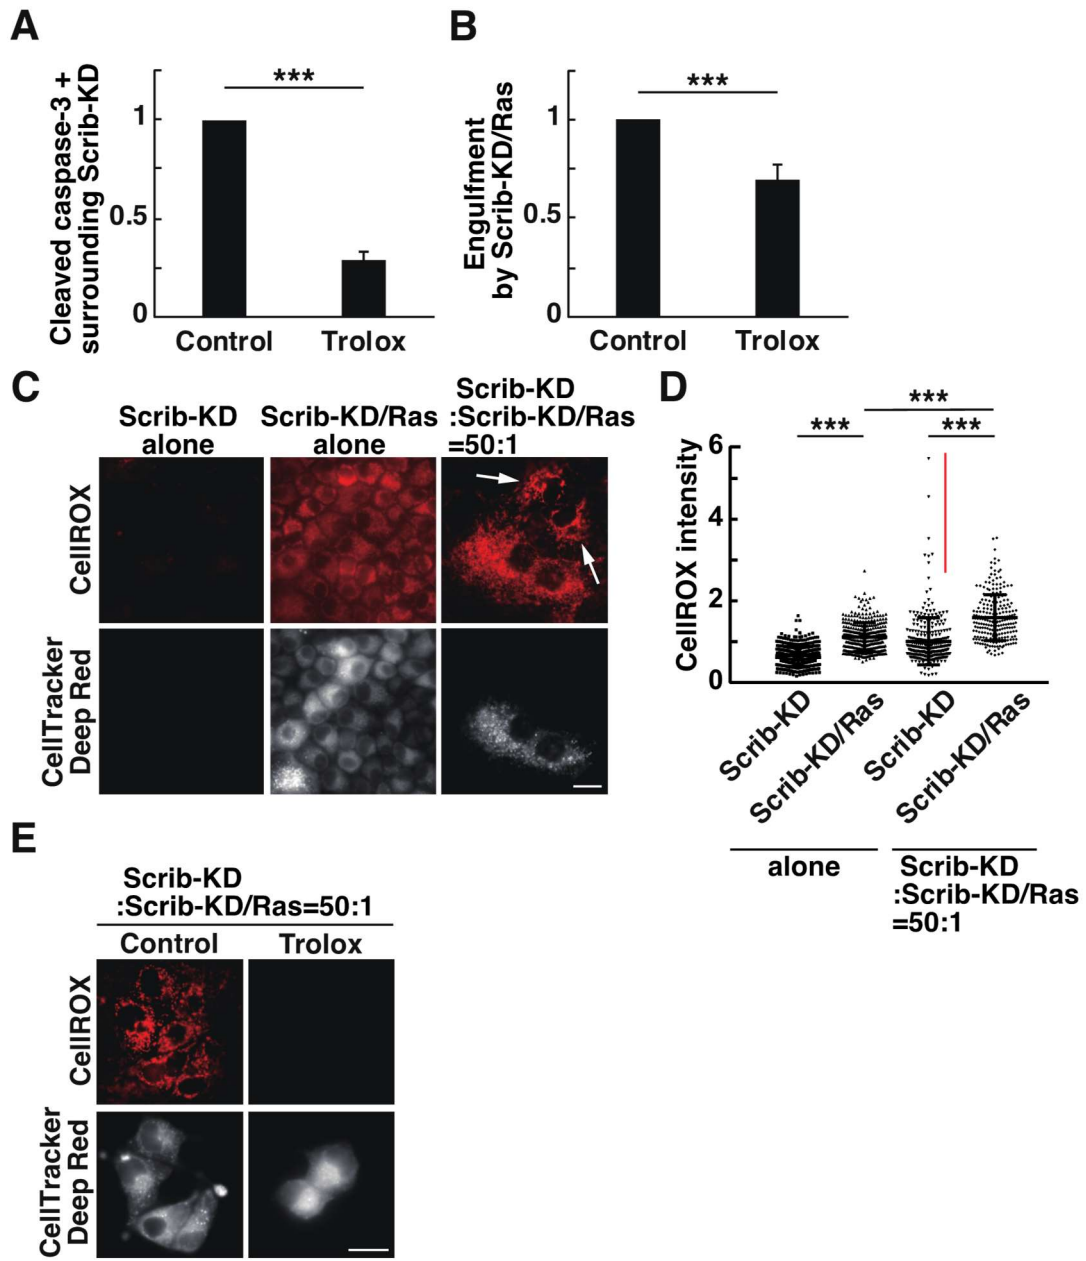 A
Cleaved caspase-3 +
surrounding Scrib-KD
1
0.5
0
***
Control
Trolox
B
Engulfment
by Scrib-KD/Ras
1
0.5
0
***
Control
Trolox
C
Scrib-KD
alone
Scrib-KD/Ras
alone
Scrib-KD
:Scrib-KD/Ras
=50:1
CellROX
CellTracker
Deep Red
D
CellROX intensity
6
4
2
0
***
***
***
Scrib-KD
Scrib-KD/Ras
Scrib-KD
Scrib-KD/Ras
alone
Scrib-KD
:Scrib-KD/Ras
=50:1
E
Scrib-KD
:Scrib-KD/Ras=50:1
Control
Trolox
CellROX
CellTracker
Deep Red